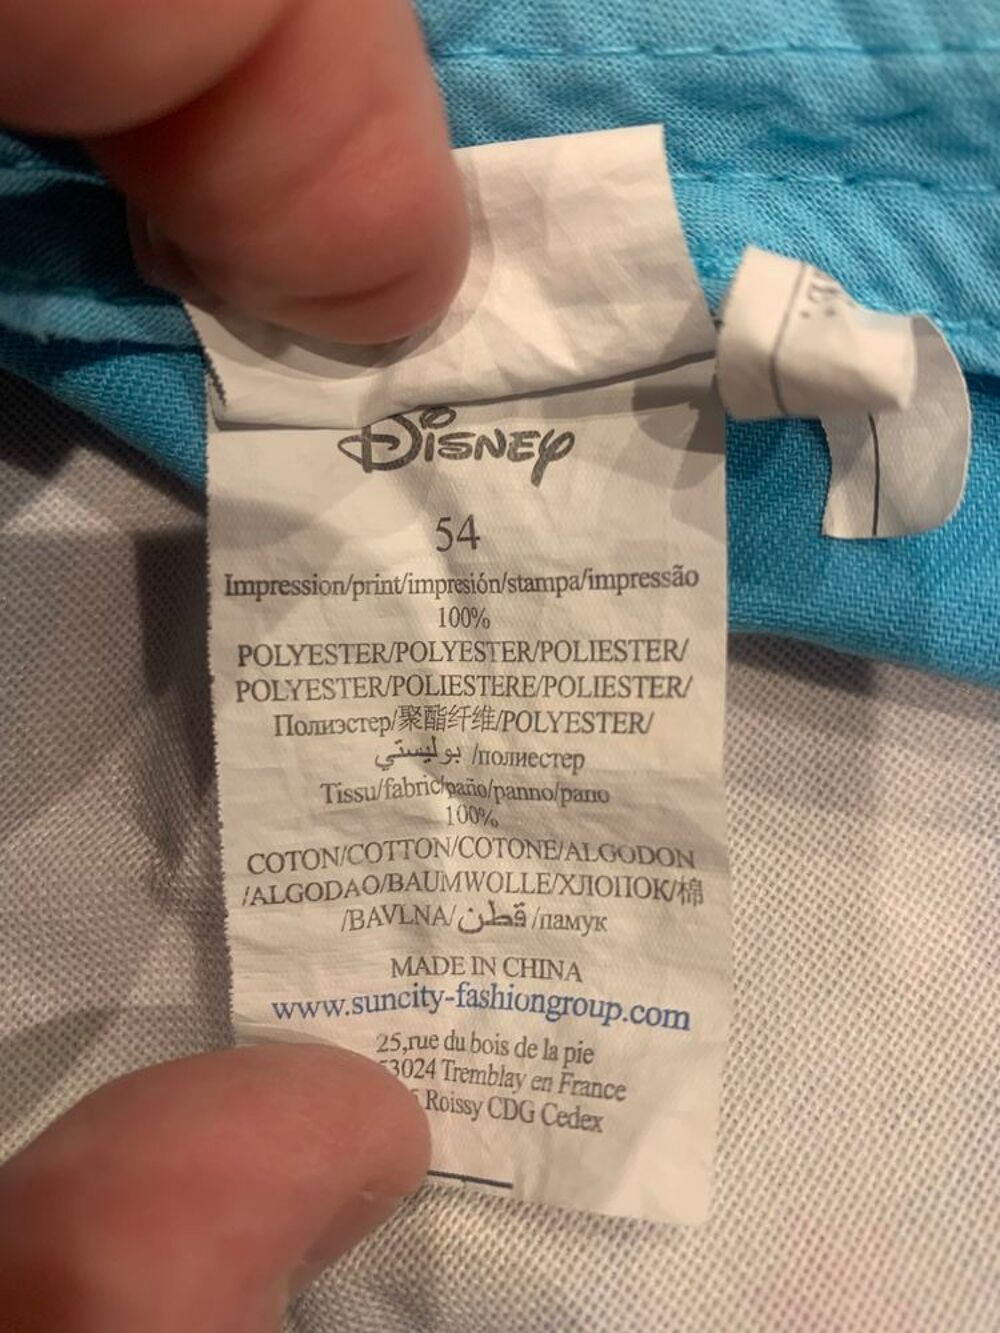 Disney
54
Impression/print/impresión/stampa/impressão
100%
POLYESTER/POLYESTER/POLIESTER/
POLYESTER/POLIESTERE/POLIESTER/
Полиэстер/聚酯纤维/POLYESTER/
بوليستي /полиестер
Tissu/fabric/paño/panno/pano
100%
COTON/COTTON/COTONE/ALGODON
/ALGODAO/BAUMWOLLE/ХЛОПОК/棉
/BAVLNA/قطن/памук
MADE IN CHINA
www.suncity-fashiongroup.com
25,rue du bois de la pie
53024 Tremblay en France
Roissy CDG Cedex